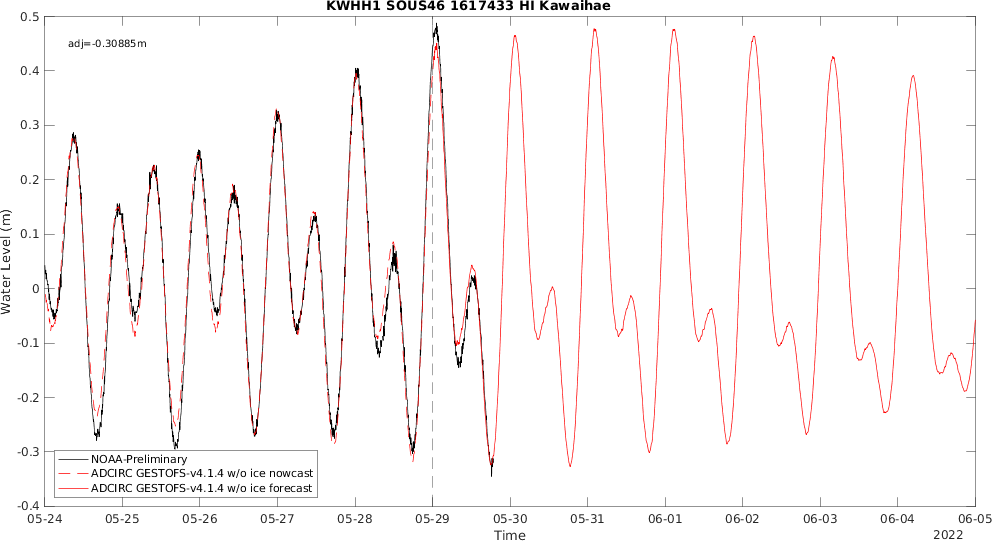 KWHH1 SOUS46 1617433 HI Kawaihae
adj=-0.30885m
Water Level (m)
0.5
0.4
0.3
0.2
0.1
0
-0.1
-0.2
-0.3
-0.4
NOAA-Preliminary
ADCIRC GESTOFS-v4.1.4 w/o ice nowcast
ADCIRC GESTOFS-v4.1.4 w/o ice forecast
05-24 05-25 05-26 05-27 05-28 05-29 05-30 05-31 06-01 06-02 06-03 06-04 06-05
Time
2022